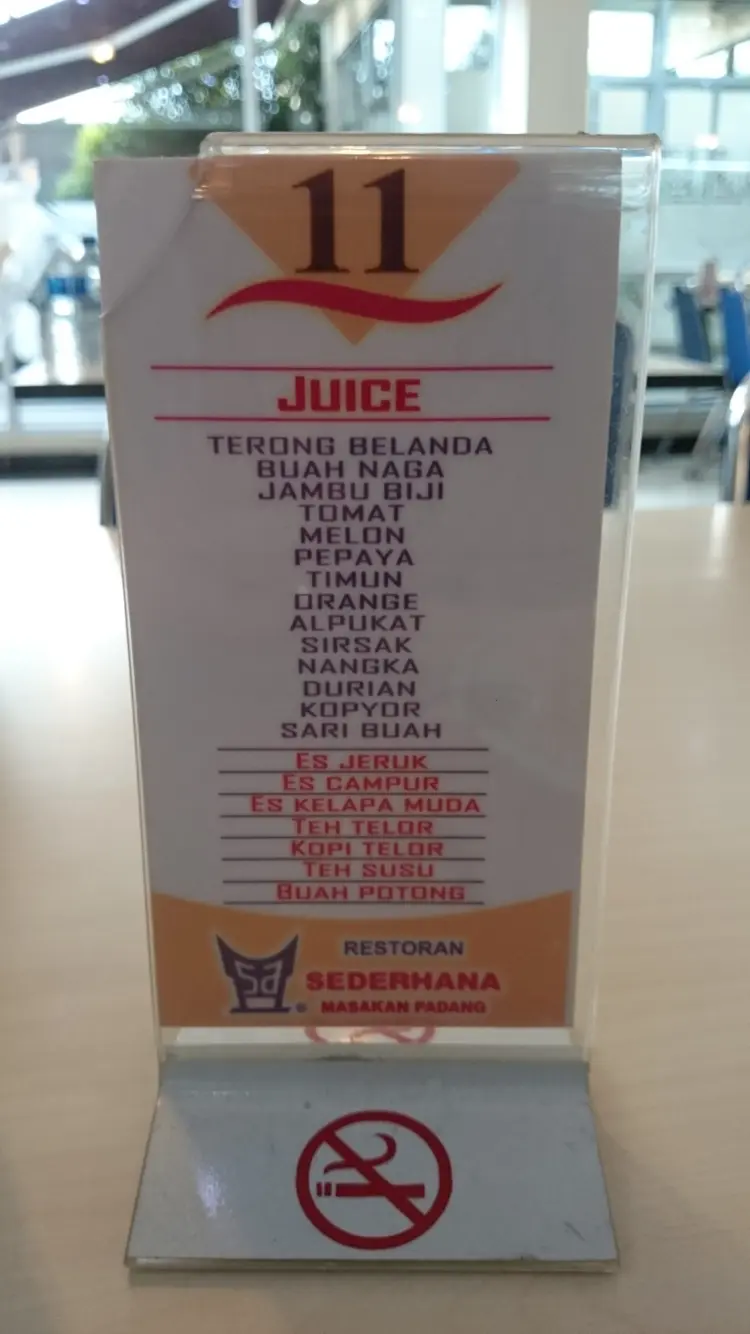 11
JUICE
TERONG BELANDA
BUAH NAGA
JAMBU BIJI
TOMAT
MELON
PEPAYA
TIMUN
ORANGE
ALPUKAT
SIRSAK
NANGKA
DURIAN
KOPYOR
SARI BUAH
ES JERUK
ES CAMPUR
ES KELAPA MUDA
TEH TELOR
KOPI TELOR
TEH SUSU
BUAH POTONG
RESTORAN
SA ®
SEDERHANA
MASAKAN PADANG